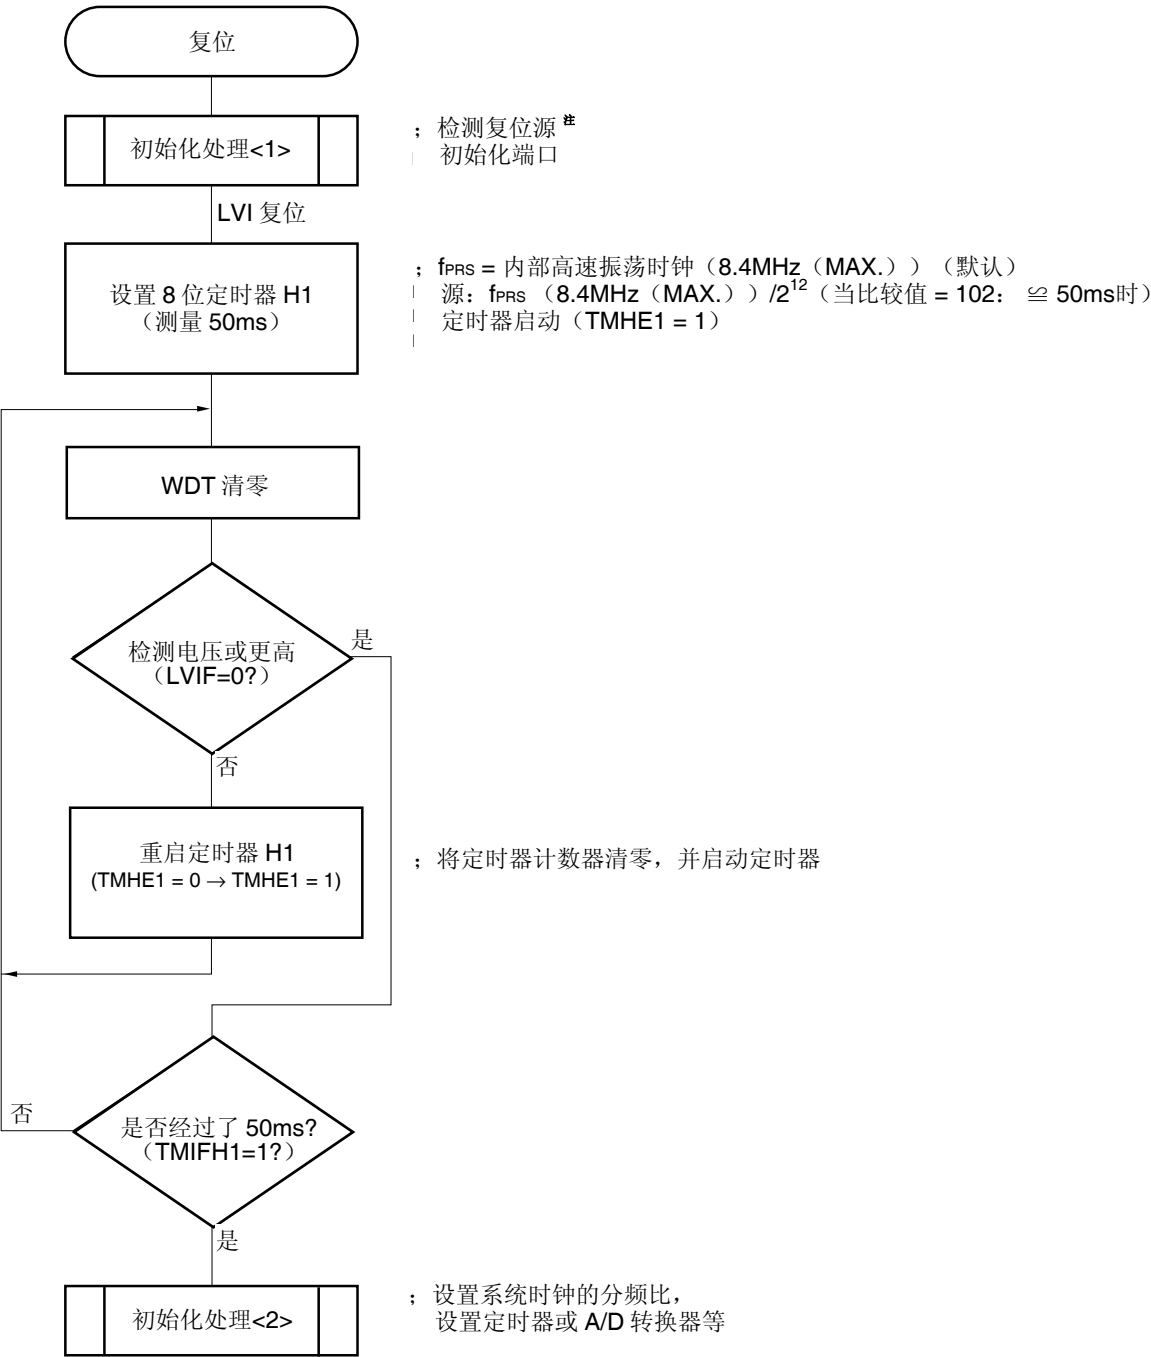 复位
初始化处理<1>
；检测复位源 注
初始化端口
LVI 复位
设置 8 位定时器 H1
（测量 50ms）
；fPRS = 内部高速振荡时钟（8.4MHz（MAX.））（默认）
源：fPRS （8.4MHz（MAX.））/2^12（当比较值 = 102： ≌ 50ms时）
定时器启动（TMHE1 = 1）
WDT 清零
检测电压或更高
（LVIF=0?）
是
否
重启定时器 H1
(TMHE1 = 0 → TMHE1 = 1)
；将定时器计数器清零，并启动定时器
是否经过了 50ms?
（TMIFH1=1?）
否
是
初始化处理<2>
；设置系统时钟的分频比，
设置定时器或 A/D 转换器等